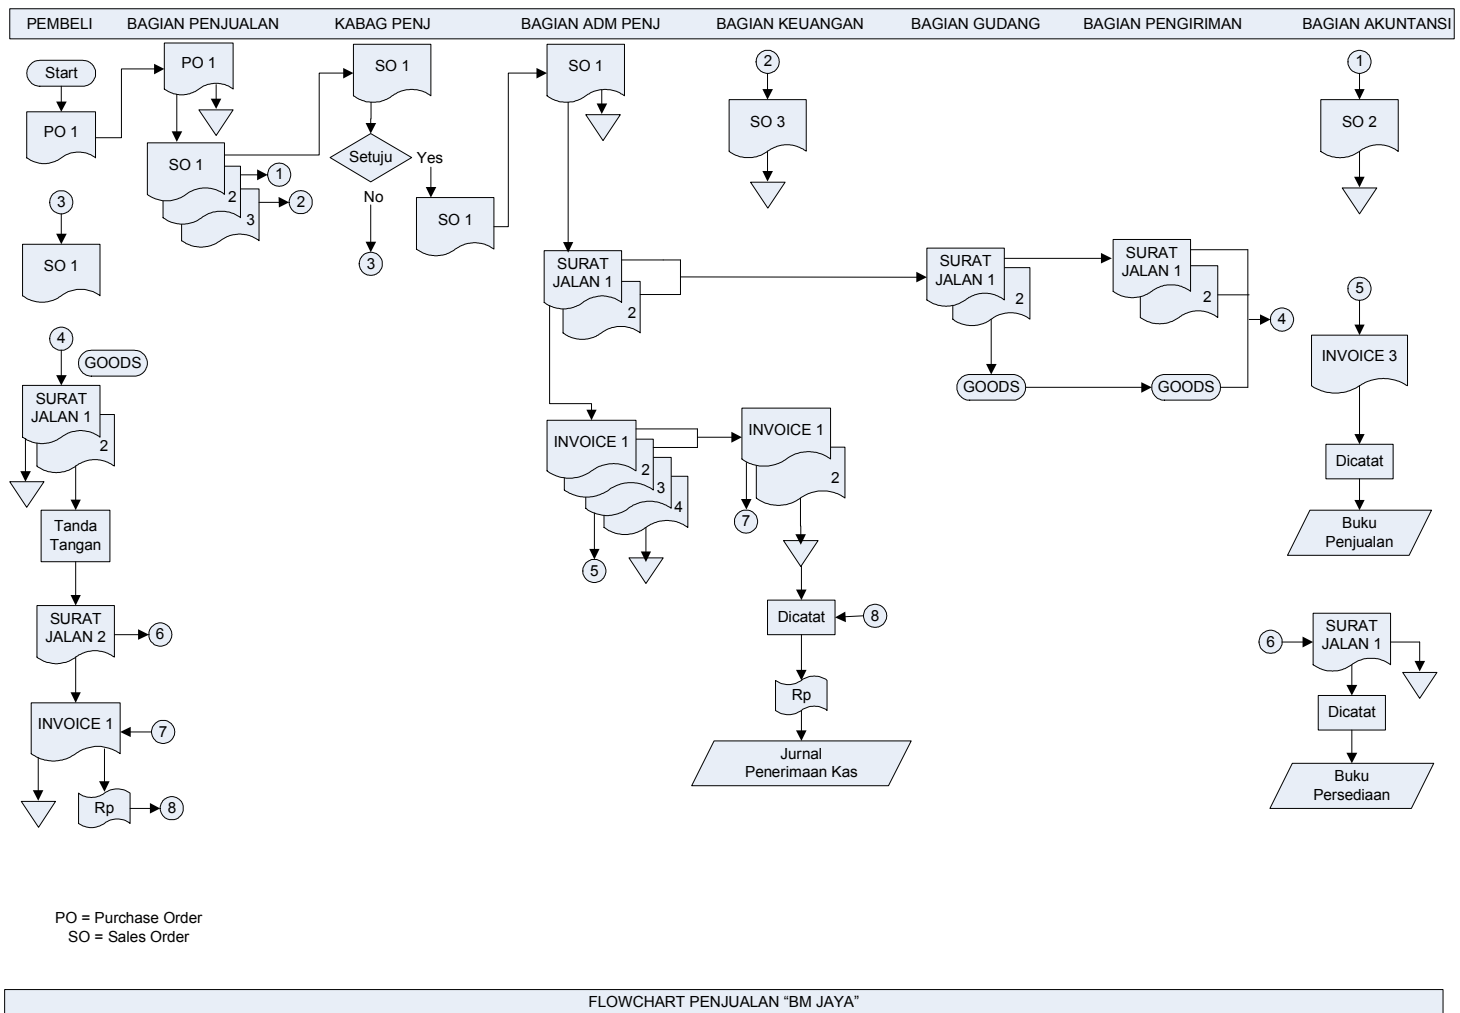 PEMBELI
BAGIAN PENJUALAN
KABAG PENJ
BAGIAN ADM PENJ
BAGIAN KEUANGAN
BAGIAN GUDANG
BAGIAN PENGIRIMAN
BAGIAN AKUNTANSI
Start
PO 1
3
SO 1
4
GOODS
SURAT
JALAN 1
2
Tanda
Tangan
SURAT
JALAN 2
6
INVOICE 1
7
Rp
8
PO 1
SO 1
2
3
1
2
SO 1
Setuju
Yes
No
3
SO 1
SO 1
SURAT
JALAN 1
2
INVOICE 1
2
3
4
5
2
SO 3
INVOICE 1
2
7
Dicatat
8
Rp
Jurnal
Penerimaan Kas
SURAT
JALAN 1
2
GOODS
SURAT
JALAN 1
2
4
GOODS
1
SO 2
5
INVOICE 3
Dicatat
Buku
Penjualan
6
SURAT
JALAN 1
Dicatat
Buku
Persediaan
PO = Purchase Order
SO = Sales Order
FLOWCHART PENJUALAN “BM JAYA”